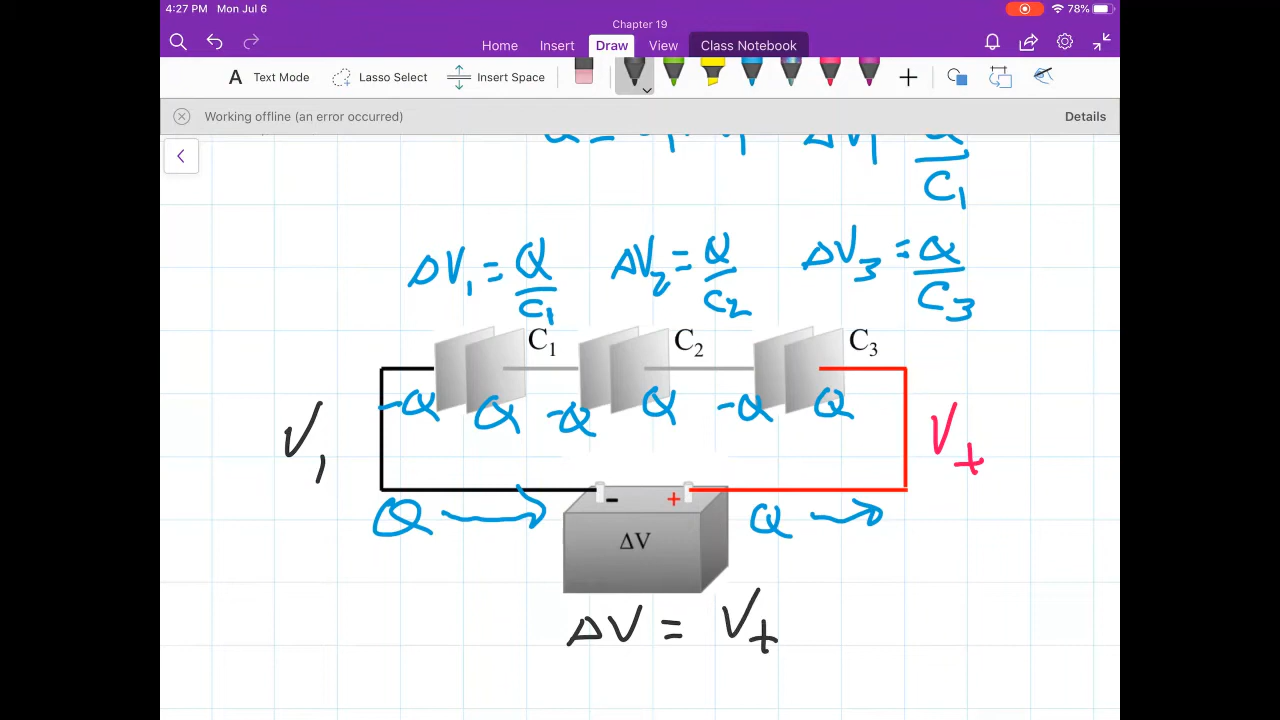 4:27 PM Mon Jul 6
78%
Chapter 19
Home Insert Draw View Class Notebook
A Text Mode Lasso Select Insert Space
Working offline (an error occurred) Details
C1
ΔV1 = Q/C1 ΔV2 = Q/C2 ΔV3 = Q/C3
C1 C2 C3
-Q Q -Q Q -Q Q
V+
- +
Q → Q →
ΔV
ΔV = V+